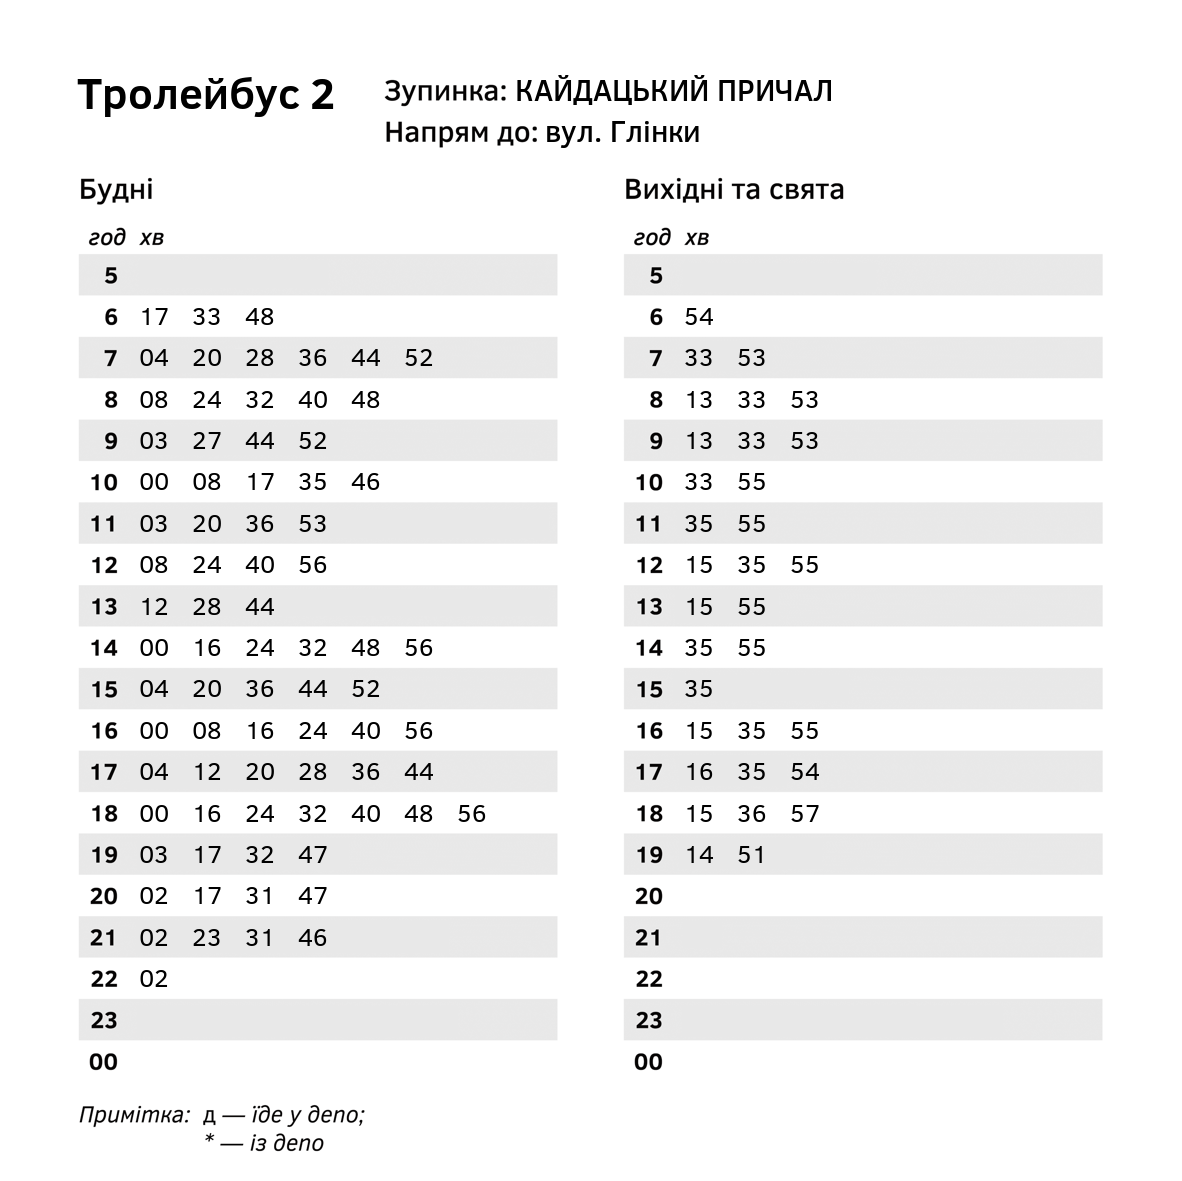 Тролейбус 2
Зупинка: КАЙДАЦЬКИЙ ПРИЧАЛ
Напрям до: вул. Глінки
Будні
год хв
5
6 17 33 48
7 04 20 28 36 44 52
8 08 24 32 40 48
9 03 27 44 52
10 00 08 17 35 46
11 03 20 36 53
12 08 24 40 56
13 12 28 44
14 00 16 24 32 48 56
15 04 20 36 44 52
16 00 08 16 24 40 56
17 04 12 20 28 36 44
18 00 16 24 32 40 48 56
19 03 17 32 47
20 02 17 31 47
21 02 23 31 46
22 02
23
00
Вихідні та свята
год хв
5
6 54
7 33 53
8 13 33 53
9 13 33 53
10 33 55
11 35 55
12 15 35 55
13 15 55
14 35 55
15 35
16 15 35 55
17 16 35 54
18 15 36 57
19 14 51
20
21
22
23
00
Примітка: д — їде у депо;
* — із депо